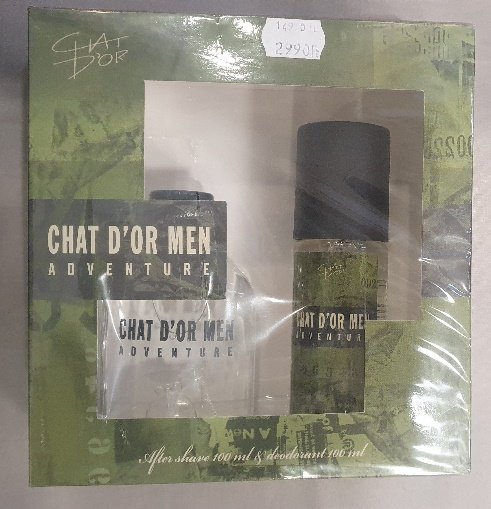 CHAT
D'OR
2990Ft
CHAT D'OR MEN
ADVENTURE
CHAT D'OR MEN
ADVENTURE
CHAT D'OR MEN
ADVENTURE
After shave 100 ml & deodorant 100 ml